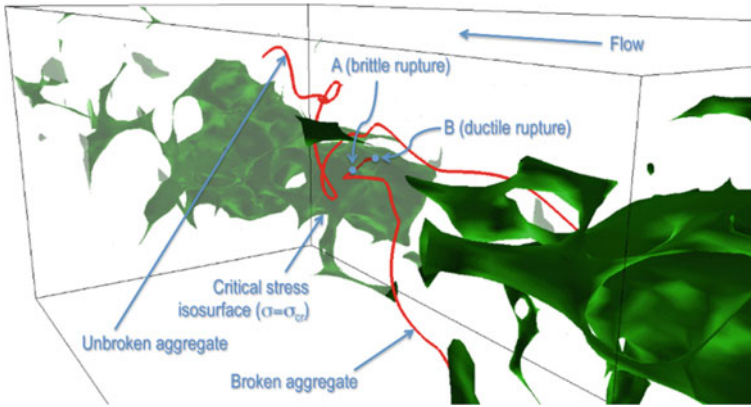 Flow
A (brittle rupture)
B (ductile rupture)
Critical stress
isosurface (σ=σcr)
Unbroken aggregate
Broken aggregate